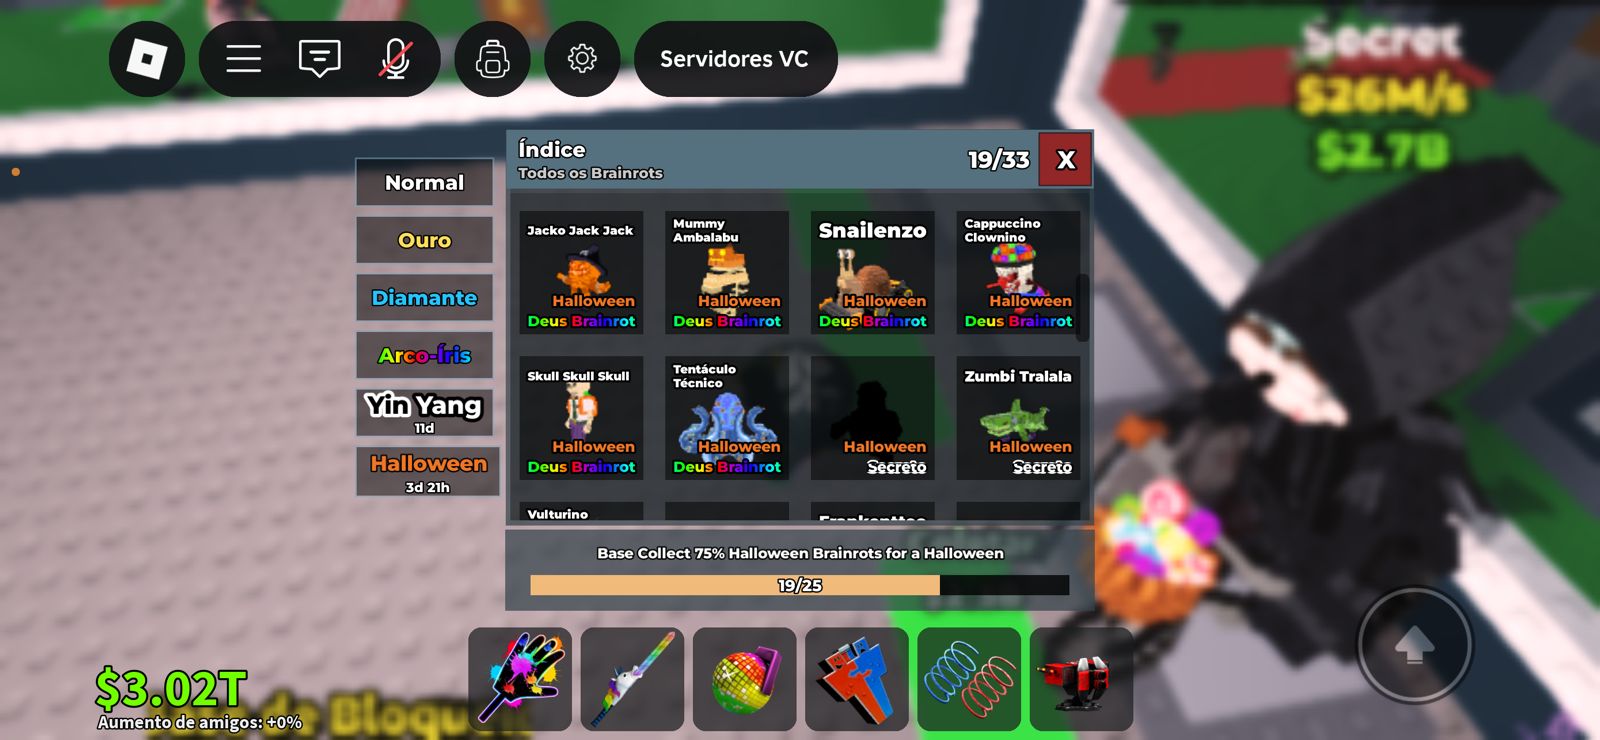 Servidores VC
Secret
$26M/s
$2.7B
Índice
Todos os Brainrots
19/33
X
Normal
Ouro
Diamante
Arco-Íris
Yin Yang
11d
Halloween
3d 21h
Jacko Jack Jack
Halloween
Deus Brainrot
Mummy
Ambalabu
Halloween
Deus Brainrot
Snailenzo
Halloween
Deus Brainrot
Cappuccino
Clownino
Halloween
Deus Brainrot
Skull Skull Skull
Halloween
Deus Brainrot
Tentáculo
Técnico
Halloween
Deus Brainrot
Halloween
Secreto
Zumbi Tralala
Halloween
Secreto
Vulturino
Base Collect 75% Halloween Brainrots for a Halloween
19/25
$3.02T
Aumento de amigos: +0%
de Bloqu